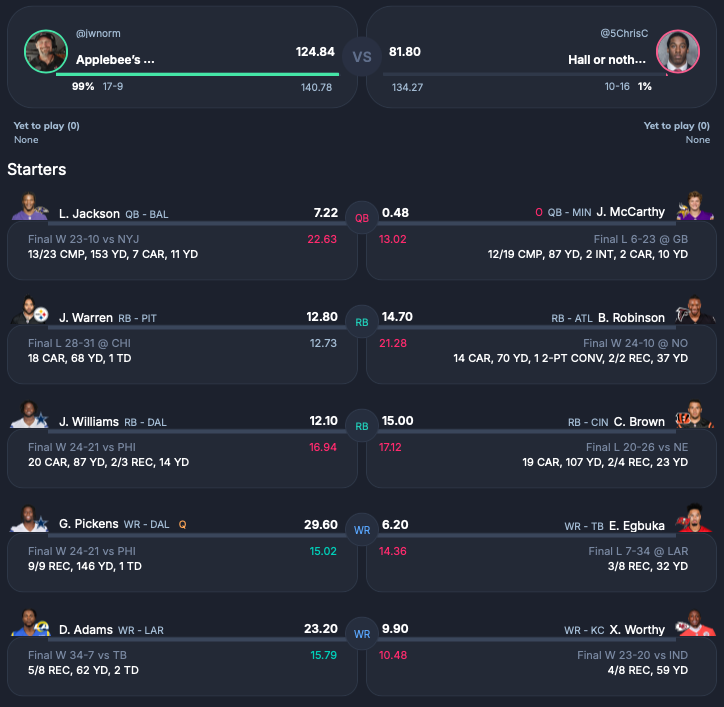 @jwnorm @5ChrisC
Applebee's ... 124.84 VS 81.80 Hall or noth...
99% 17-9 140.78 134.27 10-16 1%
Yet to play (0) Yet to play (0)
None None
Starters
L. Jackson QB - BAL 7.22 QB 0.48 O QB - MIN J. McCarthy
Final W 23-10 vs NYJ 22.63 13.02 Final L 6-23 @ GB
13/23 CMP, 153 YD, 7 CAR, 11 YD 12/19 CMP, 87 YD, 2 INT, 2 CAR, 10 YD
J. Warren RB - PIT 12.80 RB 14.70 RB - ATL B. Robinson
Final L 28-31 @ CHI 12.73 21.28 Final W 24-10 @ NO
18 CAR, 68 YD, 1 TD 14 CAR, 70 YD, 1 2-PT CONV, 2/2 REC, 37 YD
J. Williams RB - DAL 12.10 RB 15.00 RB - CIN C. Brown
Final W 24-21 vs PHI 16.94 17.12 Final L 20-26 vs NE
20 CAR, 87 YD, 2/3 REC, 14 YD 19 CAR, 107 YD, 2/4 REC, 23 YD
G. Pickens WR - DAL Q 29.60 WR 6.20 WR - TB E. Egbuka
Final W 24-21 vs PHI 15.02 14.36 Final L 7-34 @ LAR
9/9 REC, 146 YD, 1 TD 3/8 REC, 32 YD
D. Adams WR - LAR 23.20 WR 9.90 WR - KC X. Worthy
Final W 34-7 vs TB 15.79 10.48 Final W 23-20 vs IND
5/8 REC, 62 YD, 2 TD 4/8 REC, 59 YD